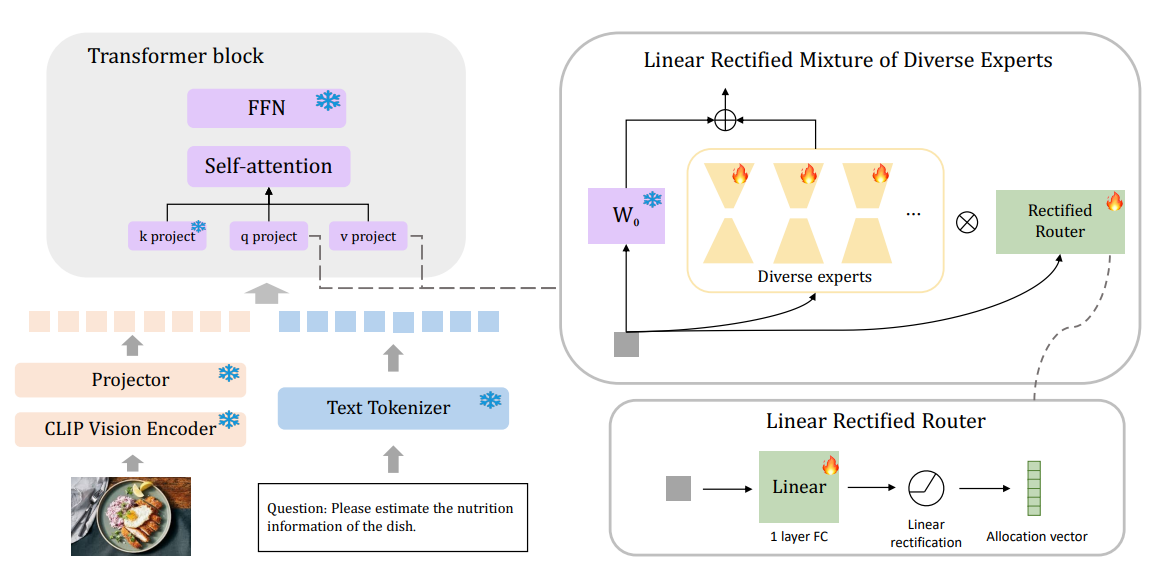 Transformer block
FFN
Self-attention
k project
q project
v project
Projector
CLIP Vision Encoder
Text Tokenizer
Question: Please estimate the nutrition
information of the dish.
Linear Rectified Mixture of Diverse Experts
W₀
...
Diverse experts
Rectified
Router
Linear Rectified Router
Linear
1 layer FC
Linear
rectification
Allocation vector